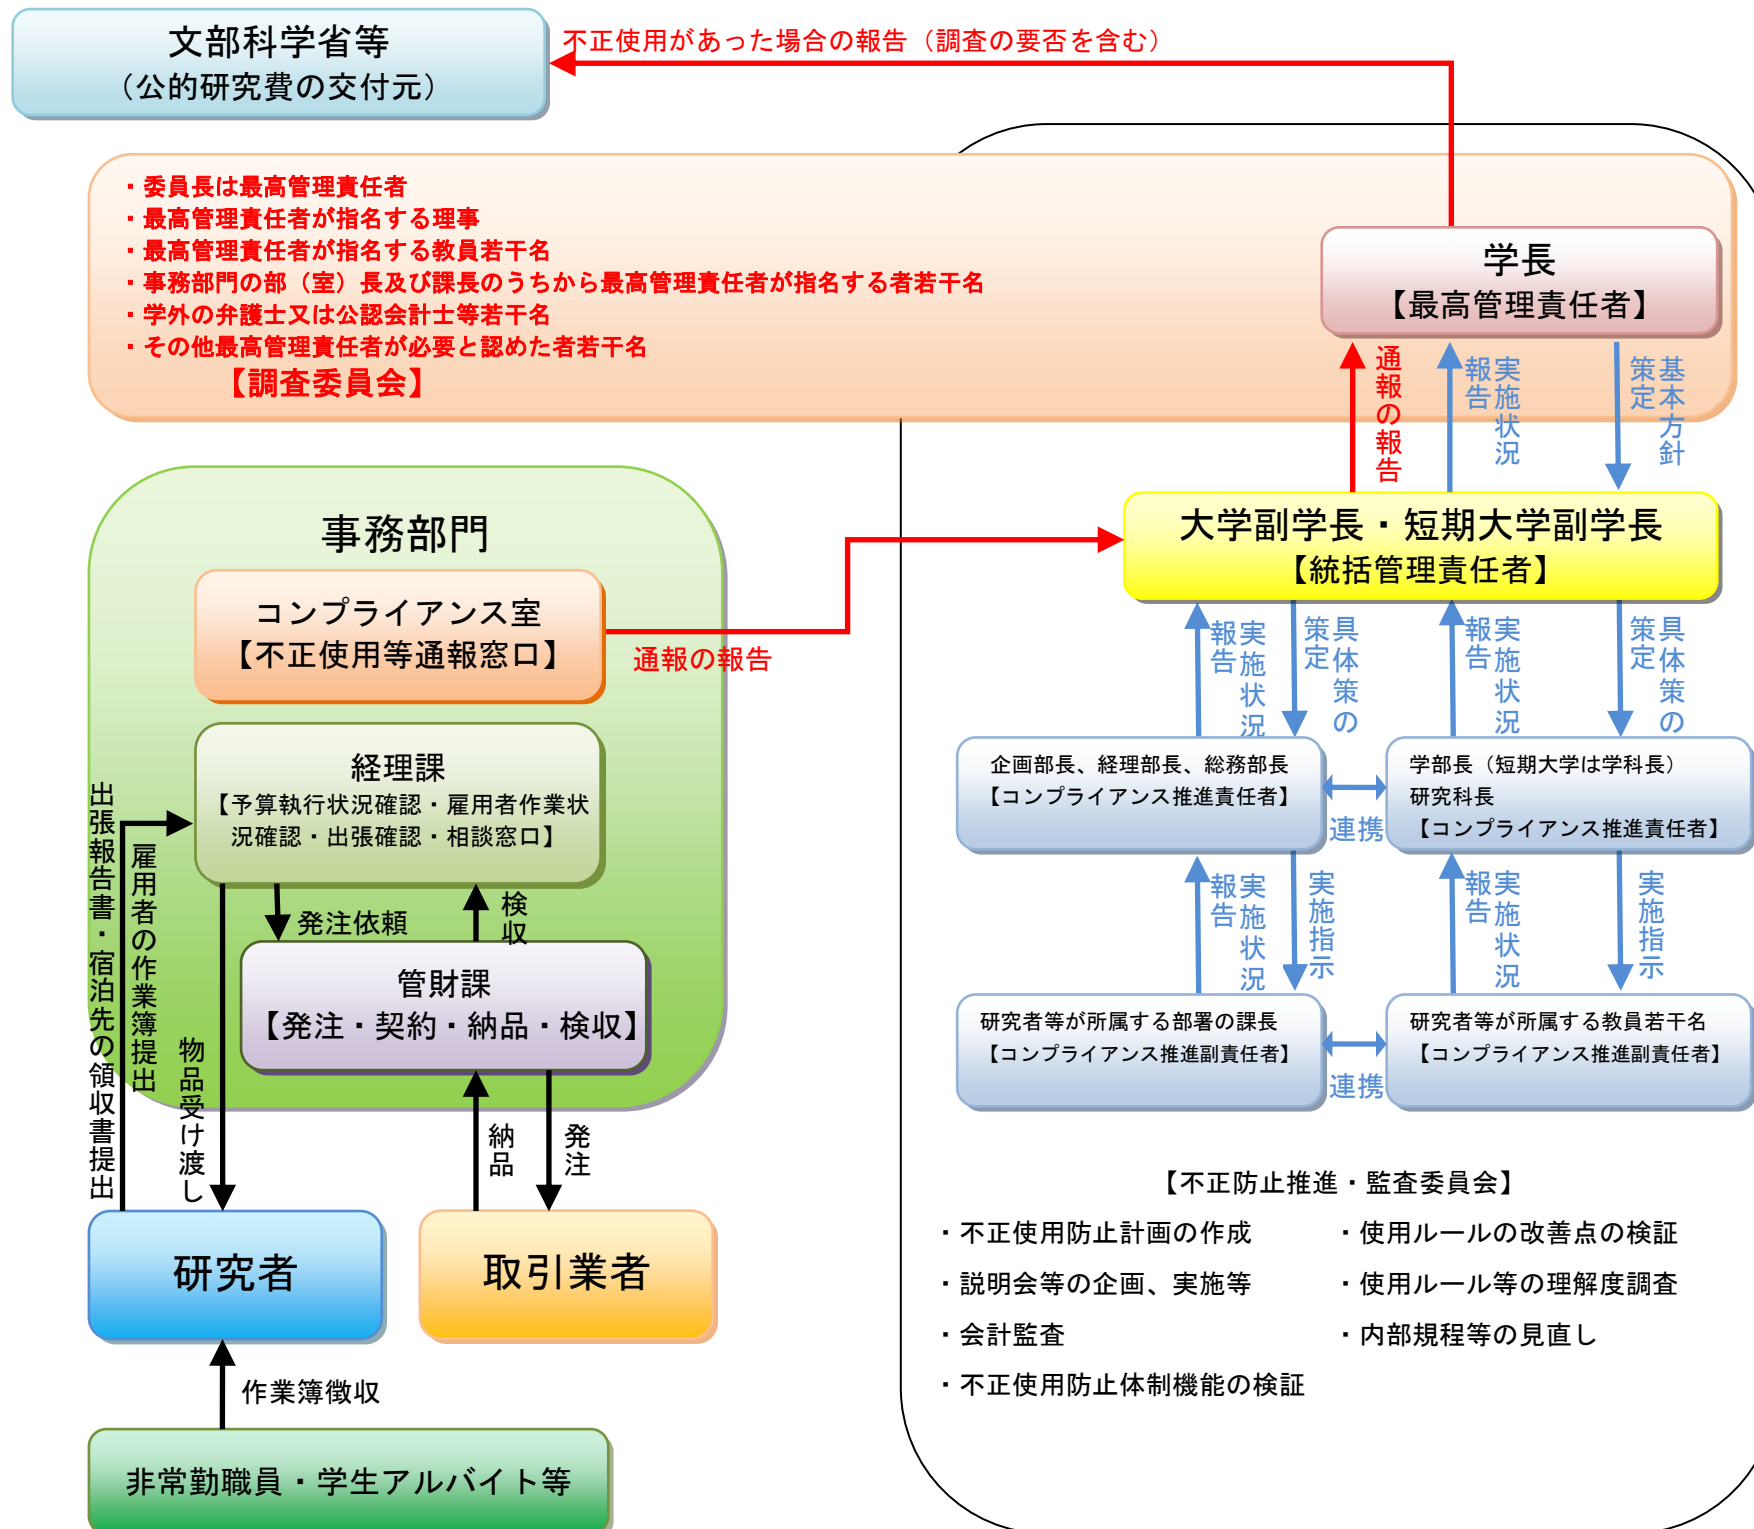 文部科学省等
（公的研究費の交付元）
不正使用があった場合の報告（調査の要否を含む）
・委員長は最高管理責任者
・最高管理責任者が指名する理事
・最高管理責任者が指名する教員若干名
・事務部門の部（室）長及び課長のうちから最高管理責任者が指名する者若干名
・学外の弁護士又は公認会計士等若干名
・その他最高管理責任者が必要と認めた者若干名
【調査委員会】
学長
【最高管理責任者】
通報の報告
実施状況
報告
基本方針
策定
大学副学長・短期大学副学長
【統括管理責任者】
事務部門
コンプライアンス室
【不正使用等通報窓口】
通報の報告
経理課
【予算執行状況確認・雇用者作業状
況確認・出張確認・相談窓口】
発注依頼
検収
管財課
【発注・契約・納品・検収】
出張報告書・宿泊先の領収書提出
雇用者の作業簿提出
物品受け渡し
納品
発注
研究者
取引業者
作業簿徴収
非常勤職員・学生アルバイト等
実施状況
報告
具体策の
策定
実施状況
報告
具体策の
策定
企画部長、経理部長、総務部長
【コンプライアンス推進責任者】
連携
学部長（短期大学は学科長）
研究科長
【コンプライアンス推進責任者】
実施状況
報告
実施指示
実施状況
報告
実施指示
研究者等が所属する部署の課長
【コンプライアンス推進副責任者】
連携
研究者等が所属する教員若干名
【コンプライアンス推進副責任者】
【不正防止推進・監査委員会】
・不正使用防止計画の作成
・使用ルールの改善点の検証
・説明会等の企画、実施等
・使用ルール等の理解度調査
・会計監査
・内部規程等の見直し
・不正使用防止体制機能の検証